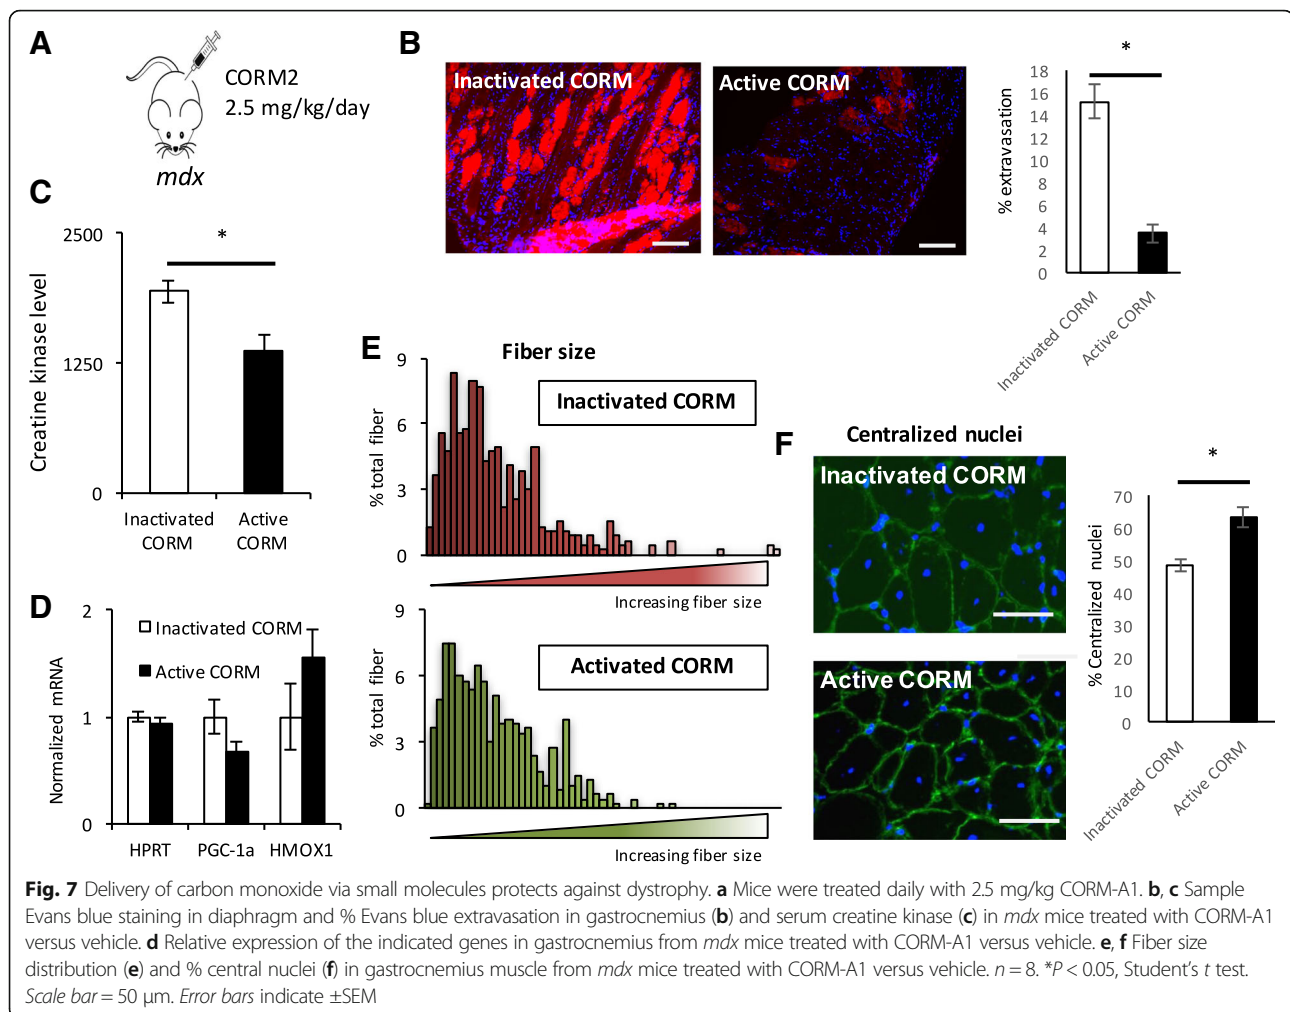 A
CORM2
2.5 mg/kg/day
mdx
B
Inactivated CORM
Active CORM
*
% extravasation
18
16
14
12
10
8
6
4
2
0
Inactivated CORM
Active CORM
C
*
Creatine kinase level
2500
1250
0
Inactivated
CORM
Active
CORM
D
Normalized mRNA
2
1
0
Inactivated CORM
Active CORM
HPRT
PGC-1a
HMOX1
E
Fiber size
% total fiber
9
6
3
0
Inactivated CORM
Increasing fiber size
% total fiber
9
6
3
0
Activated CORM
Increasing fiber size
F
Centralized nuclei
Inactivated CORM
Active CORM
*
% Centralized nuclei
70
60
50
40
30
20
10
0
Inactivated CORM
Active CORM
Fig. 7 Delivery of carbon monoxide via small molecules protects against dystrophy. a Mice were treated daily with 2.5 mg/kg CORM-A1. b, c Sample
Evans blue staining in diaphragm and % Evans blue extravasation in gastrocnemius (b) and serum creatine kinase (c) in mdx mice treated with CORM-A1
versus vehicle. d Relative expression of the indicated genes in gastrocnemius from mdx mice treated with CORM-A1 versus vehicle. e, f Fiber size
distribution (e) and % central nuclei (f) in gastrocnemius muscle from mdx mice treated with CORM-A1 versus vehicle. n = 8. *P < 0.05, Student's t test.
Scale bar = 50 μm. Error bars indicate ±SEM